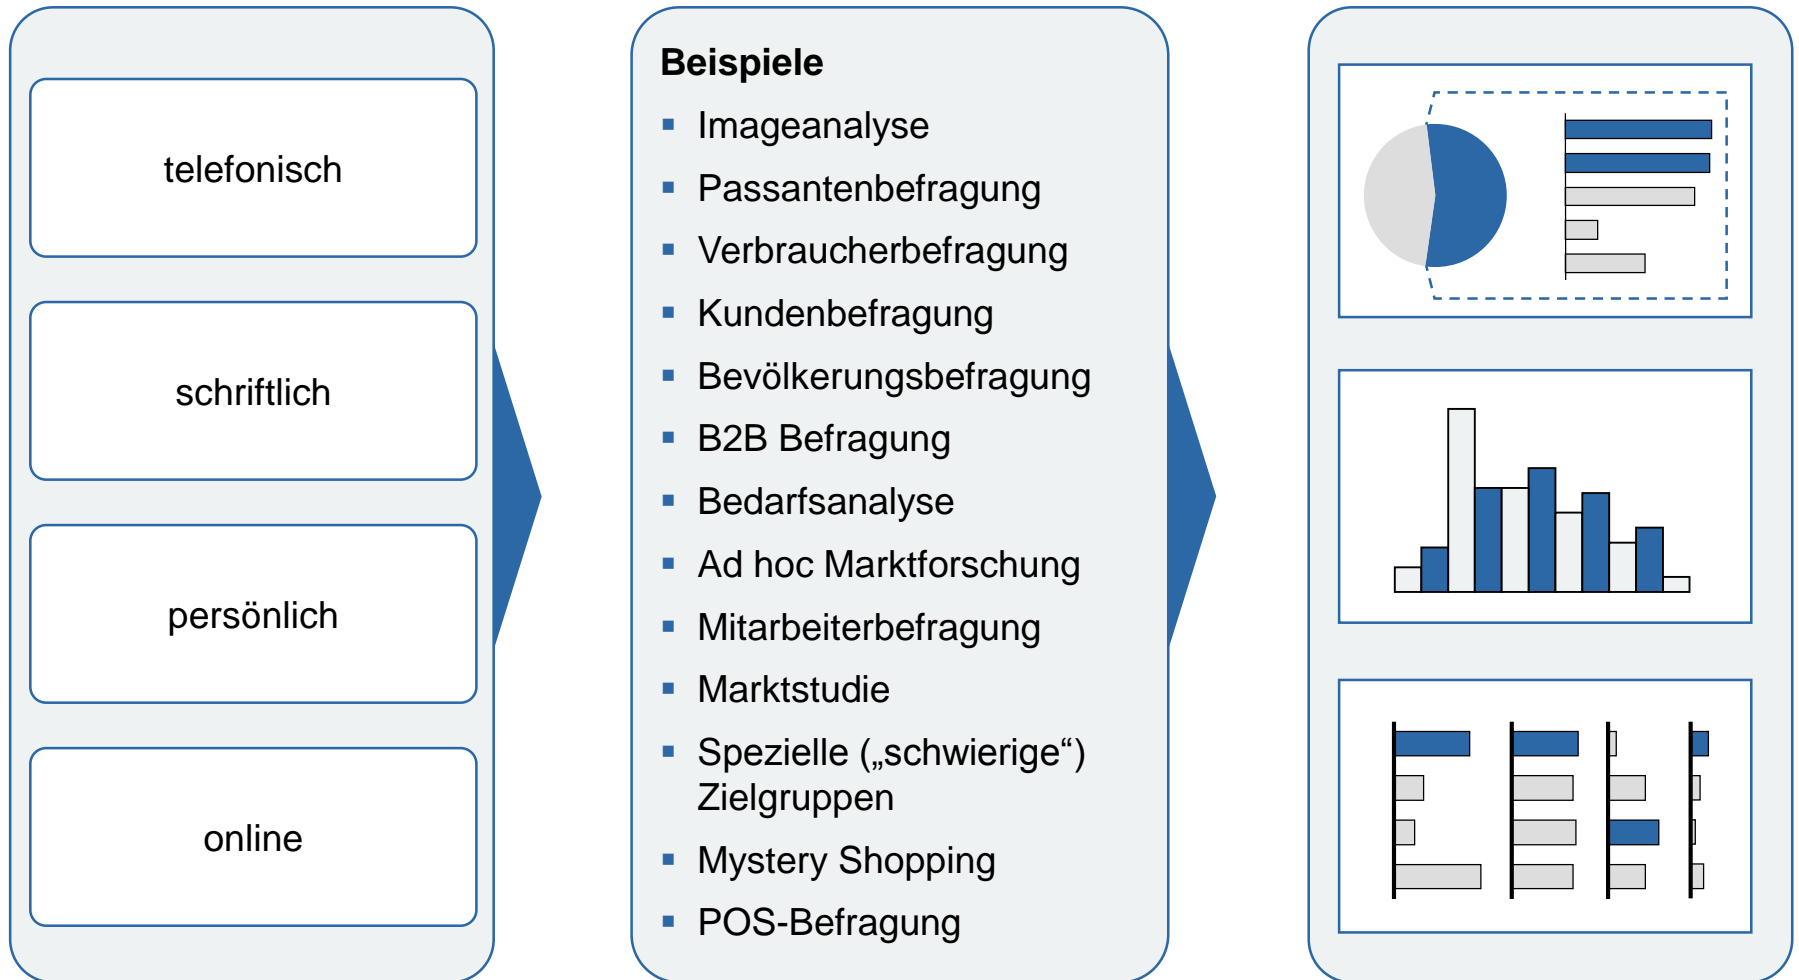 telefonisch
schriftlich
persönlich
online
Beispiele
▪ Imageanalyse
▪ Passantenbefragung
▪ Verbraucherbefragung
▪ Kundenbefragung
▪ Bevölkerungsbefragung
▪ B2B Befragung
▪ Bedarfsanalyse
▪ Ad hoc Marktforschung
▪ Mitarbeiterbefragung
▪ Marktstudie
▪ Spezielle („schwierige“)
Zielgruppen
▪ Mystery Shopping
▪ POS-Befragung